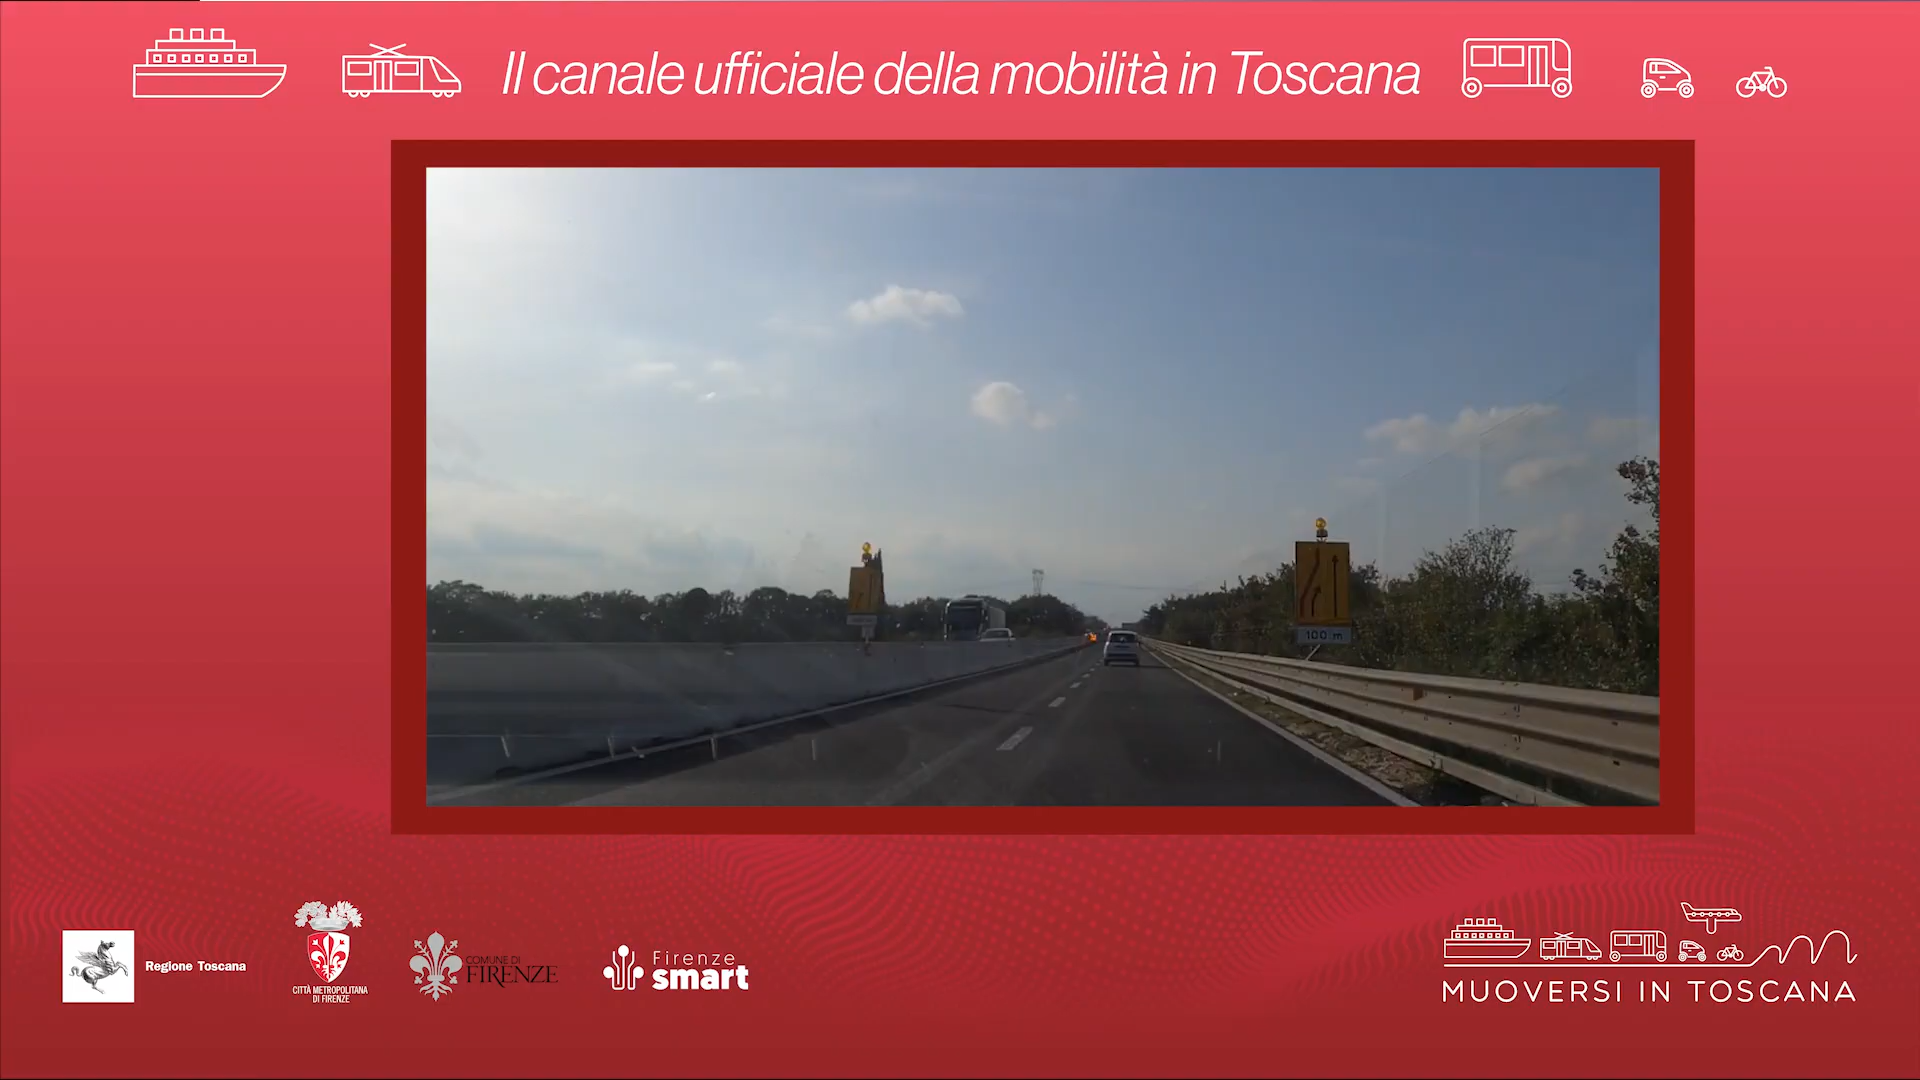 Il canale ufficiale della mobilità in Toscana
100 m
Regione Toscana
CITTÀ METROPOLITANA
DI FIRENZE
COMUNE DI
FIRENZE
Firenze
smart
MUOVERSI IN TOSCANA